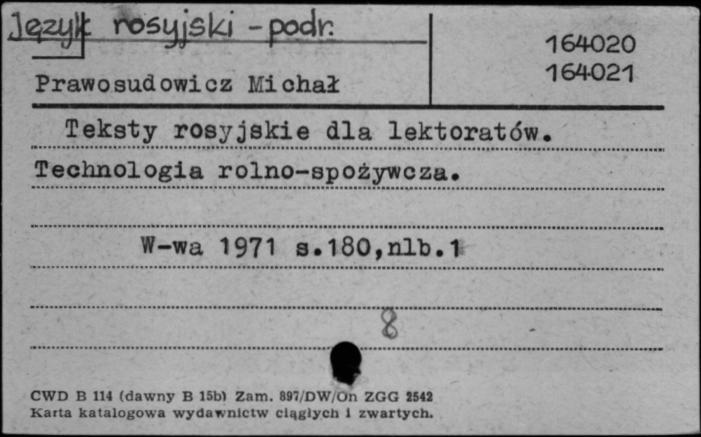 Język rosyjski - podr.
164020
164021
Prawosudowicz Michał
Teksty rosyjskie dla lektoratów.
Technologia rolno-spożywcza.
W-wa 1971 s.180,nlb.1
8
CWD B 114 (dawny B 15b) Zam. 897/DW/On ZGG 2542
Karta katalogowa wydawnictw ciągłych i zwartych.